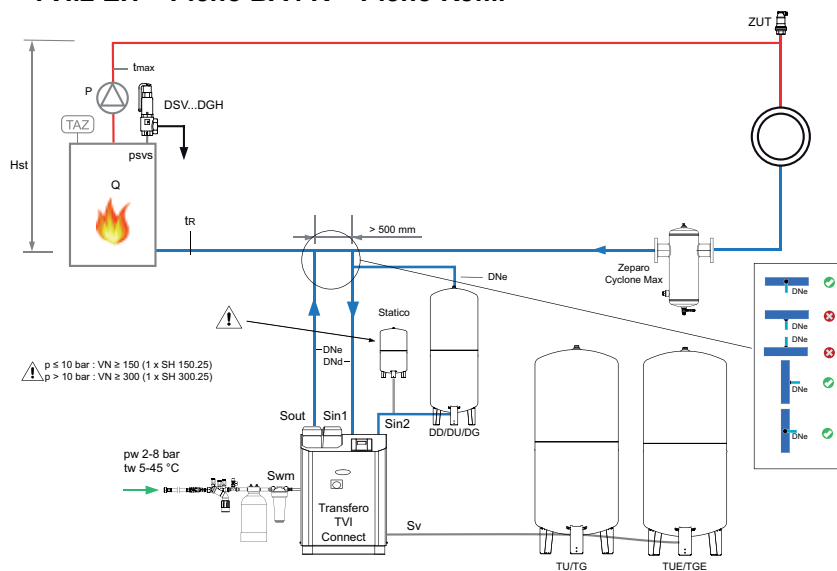 ZUT
tmax
P
DSV...DGH
TAZ
psvs
Hst
Q
tR
> 500 mm
DNe
Zeparo
Cyclone Max
DNe
DNe
DNe
DNe
DNe
Statico
DNe
DNd
p ≤ 10 bar : VN ≥ 150 (1 x SH 150.25)
p > 10 bar : VN ≥ 300 (1 x SH 300.25)
Sout
Sin1
Sin2
DD/DU/DG
pw 2-8 bar
tw 5-45 °C
Swm
Transfero
TVI
Connect
Sv
TU/TG
TUE/TGE